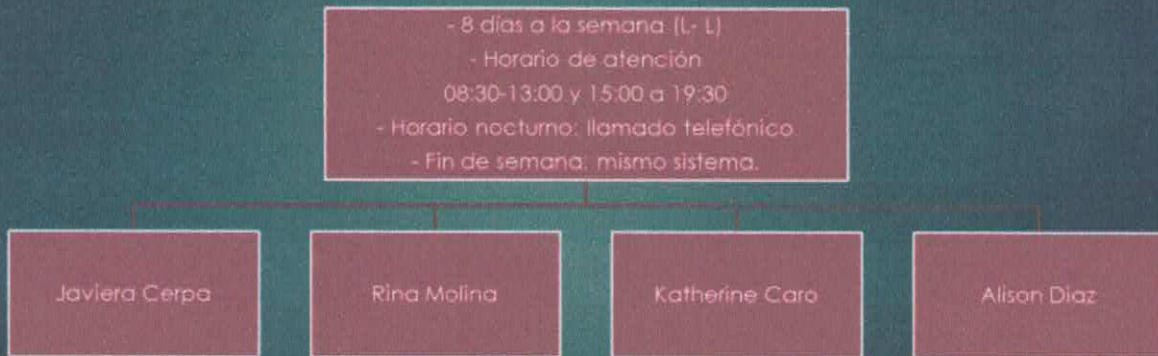 - 8 días a la semana (L- L)
- Horario de atención
08:30-13:00 y 15:00 a 19:30
- Horario nocturno: llamado telefónico
- Fin de semana: mismo sistema.
Javiera Cerpa
Rina Molina
Katherine Caro
Alison Diaz